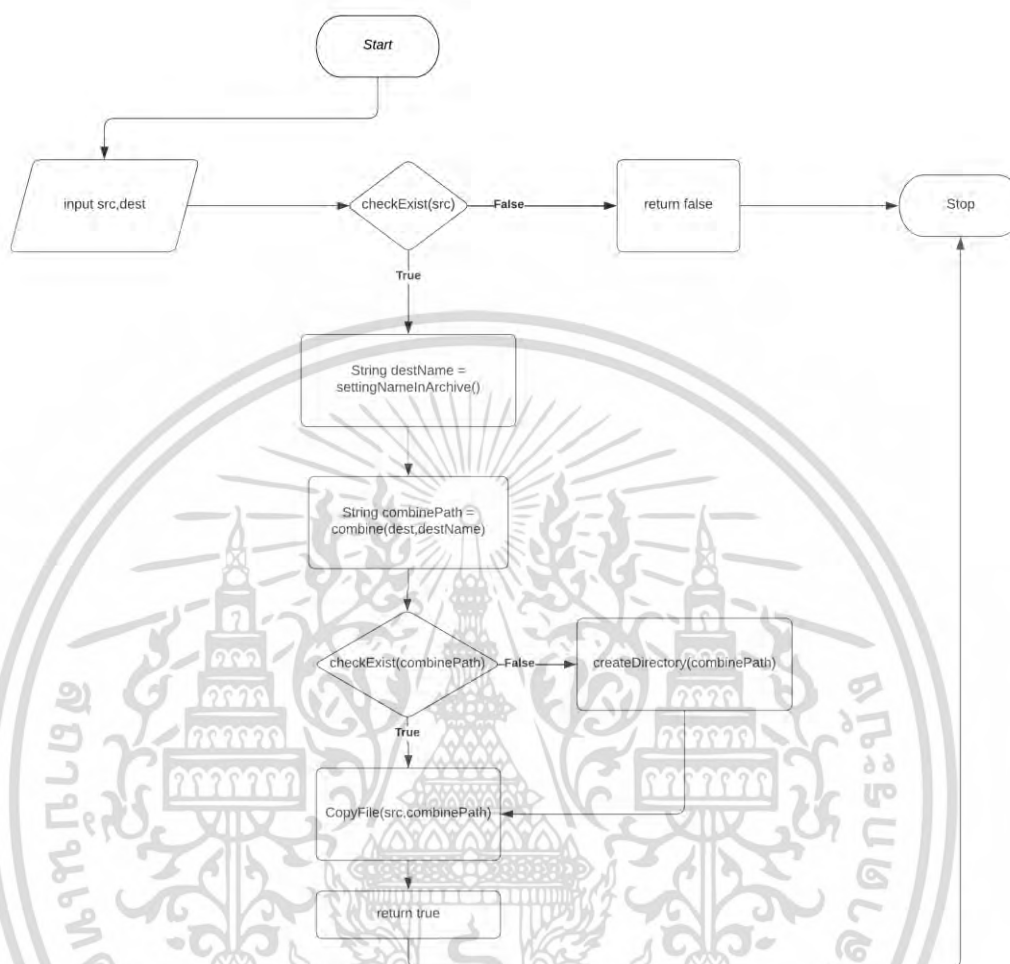 Start
input src,dest
checkExist(src)
False
return false
Stop
True
String destName =
settingNameInArchive()
String combinePath =
combine(dest,destName)
checkExist(combinePath)
False
createDirectory(combinePath)
True
CopyFile(src,combinePath)
return true